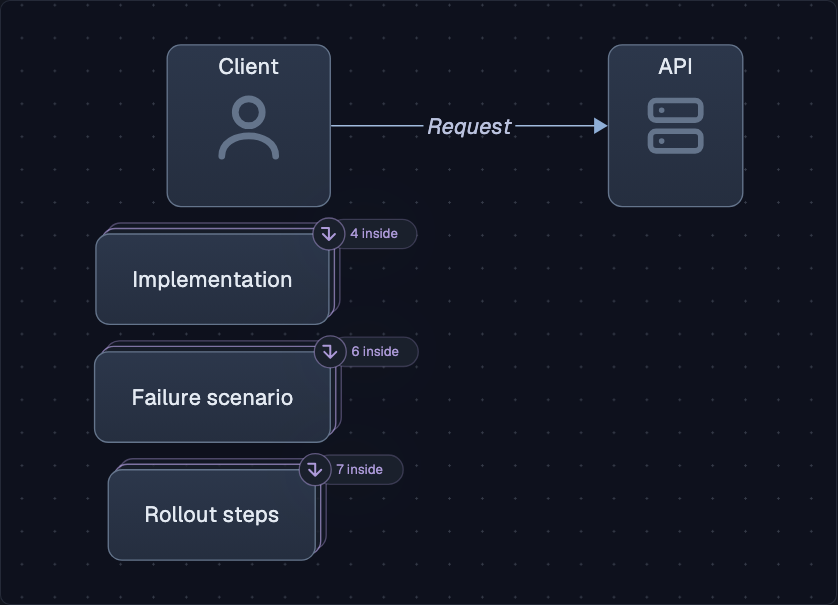 Client
API
Request
4 inside
Implementation
6 inside
Failure scenario
7 inside
Rollout steps